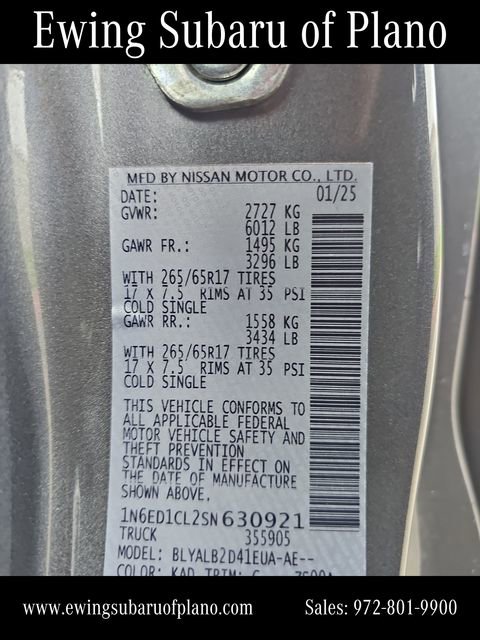 Ewing Subaru of Plano
MFD BY NISSAN MOTOR CO., LTD.
DATE: 01/25
GVWR: 2727 KG
6012 LB
GAWR FR.: 1495 KG
3296 LB
WITH 265/65R17 TIRES
17 X 7.5 RIMS AT 35 PSI
COLD SINGLE
GAWR RR.: 1558 KG
3434 LB
WITH 265/65R17 TIRES
17 X 7.5 RIMS AT 35 PSI
COLD SINGLE
THIS VEHICLE CONFORMS TO
ALL APPLICABLE FEDERAL
MOTOR VEHICLE SAFETY AND
THEFT PREVENTION
STANDARDS IN EFFECT ON
THE DATE OF MANUFACTURE
SHOWN ABOVE.
1N6ED1CL2SN630921
TRUCK 355905
MODEL: BLYALB2D41EUA-AE--
COLOR: KAD TRIM: G
www.ewingsubaruofplano.com Sales: 972-801-9900